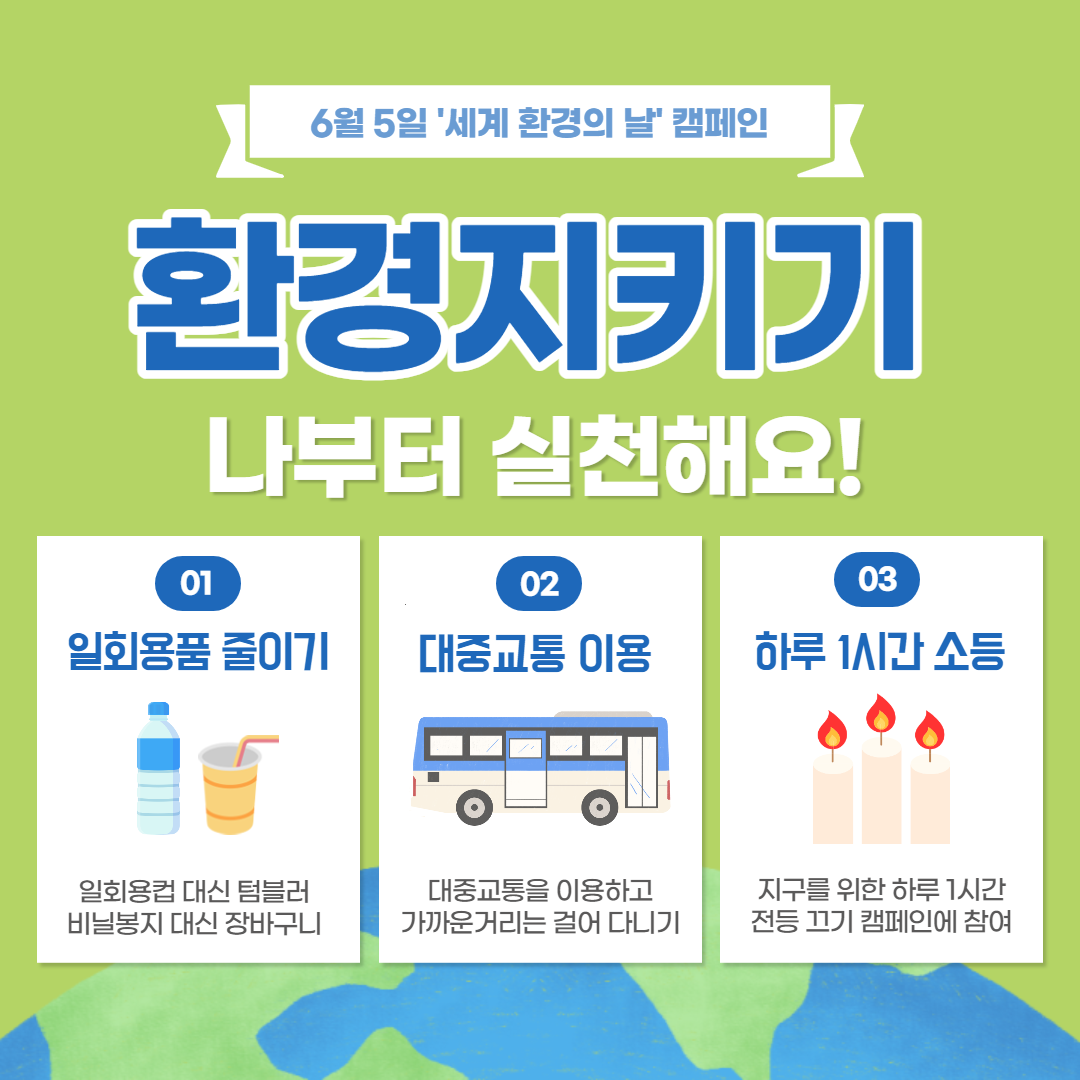 6월 5일 '세계 환경의 날' 캠페인
환경지키기
나부터 실천해요!
01
일회용품 줄이기
일회용컵 대신 텀블러
비닐봉지 대신 장바구니
02
대중교통 이용
대중교통을 이용하고
가까운거리는 걸어 다니기
03
하루 1시간 소등
지구를 위한 하루 1시간
전등 끄기 캠페인에 참여